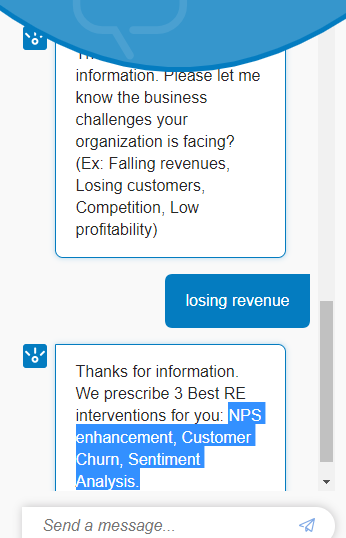 information. Please let me
know the business
challenges your
organization is facing?
(Ex: Falling revenues,
Losing customers,
Competition, Low
profitability)
losing revenue
Thanks for information.
We prescribe 3 Best RE
interventions for you: NPS
enhancement, Customer
Churn, Sentiment
Analysis.
Send a message...